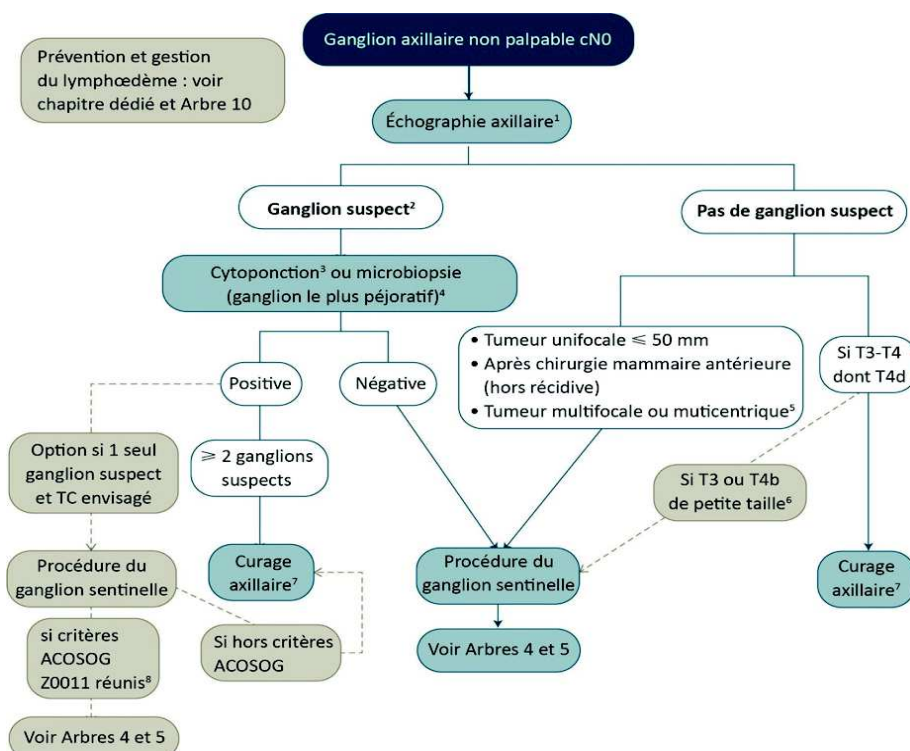 Ganglion axillaire non palpable cN0
Prévention et gestion
du lymphœdème : voir
chapitre dédié et Arbre 10
Échographie axillaire¹
Ganglion suspect²
Pas de ganglion suspect
Cytoponction³ ou microbiopsie
(ganglion le plus péjoratif)⁴
• Tumeur unifocale ⩽ 50 mm
• Après chirurgie mammaire antérieure
(hors récidive)
• Tumeur multifocale ou muticentrique⁵
Si T3-T4
dont T4d
Positive
Négative
Option si 1 seul
ganglion suspect
et TC envisagé
⩾ 2 ganglions
suspects
Si T3 ou T4b
de petite taille⁶
Procédure du
ganglion sentinelle
Curage
axillaire⁷
Procédure du
ganglion sentinelle
Curage
axillaire⁷
si critères
ACOSOG
Z0011 réunis⁸
Si hors critères
ACOSOG
Voir Arbres 4 et 5
Voir Arbres 4 et 5